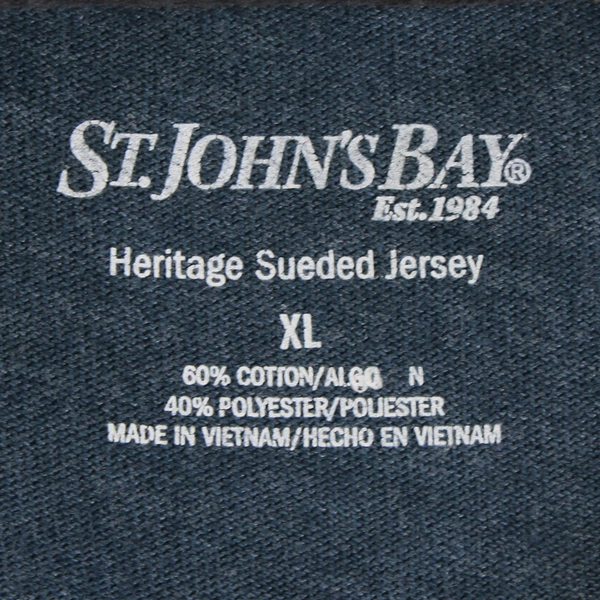 ST. JOHN'S BAY®
Est. 1984
Heritage Sueded Jersey
XL
60% COTTON/
40% POLYESTER/POLIESTER
MADE IN VIETNAM/HECHO EN VIETNAM